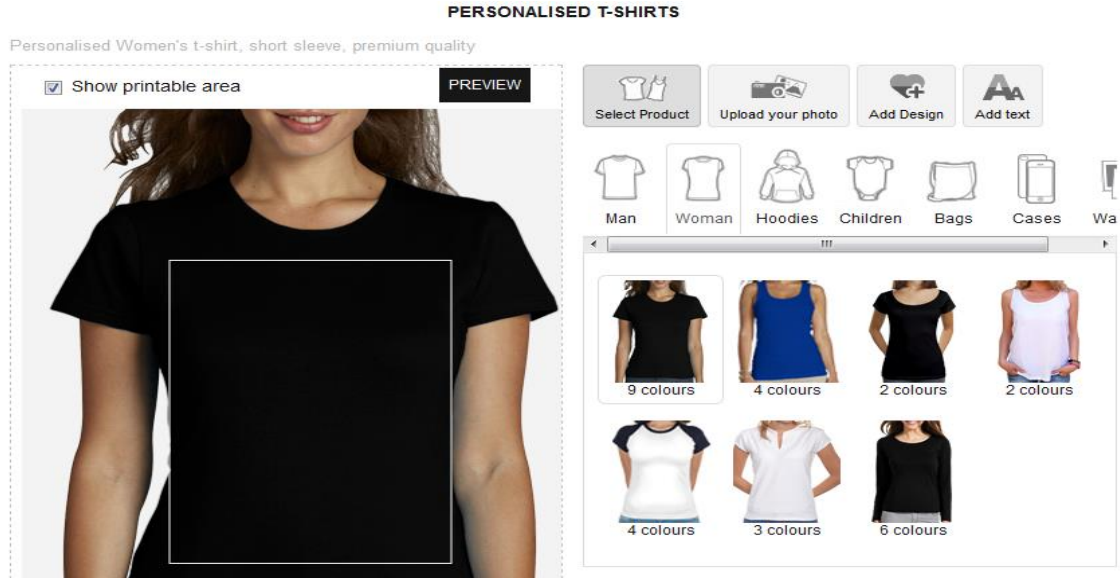 PERSONALISED T-SHIRTS
Personalised Women's t-shirt, short sleeve, premium quality
Show printable area
PREVIEW
Select Product
Upload your photo
Add Design
Add text
Man
Woman
Hoodies
Children
Bags
Cases
Wa
9 colours
4 colours
2 colours
2 colours
4 colours
3 colours
6 colours